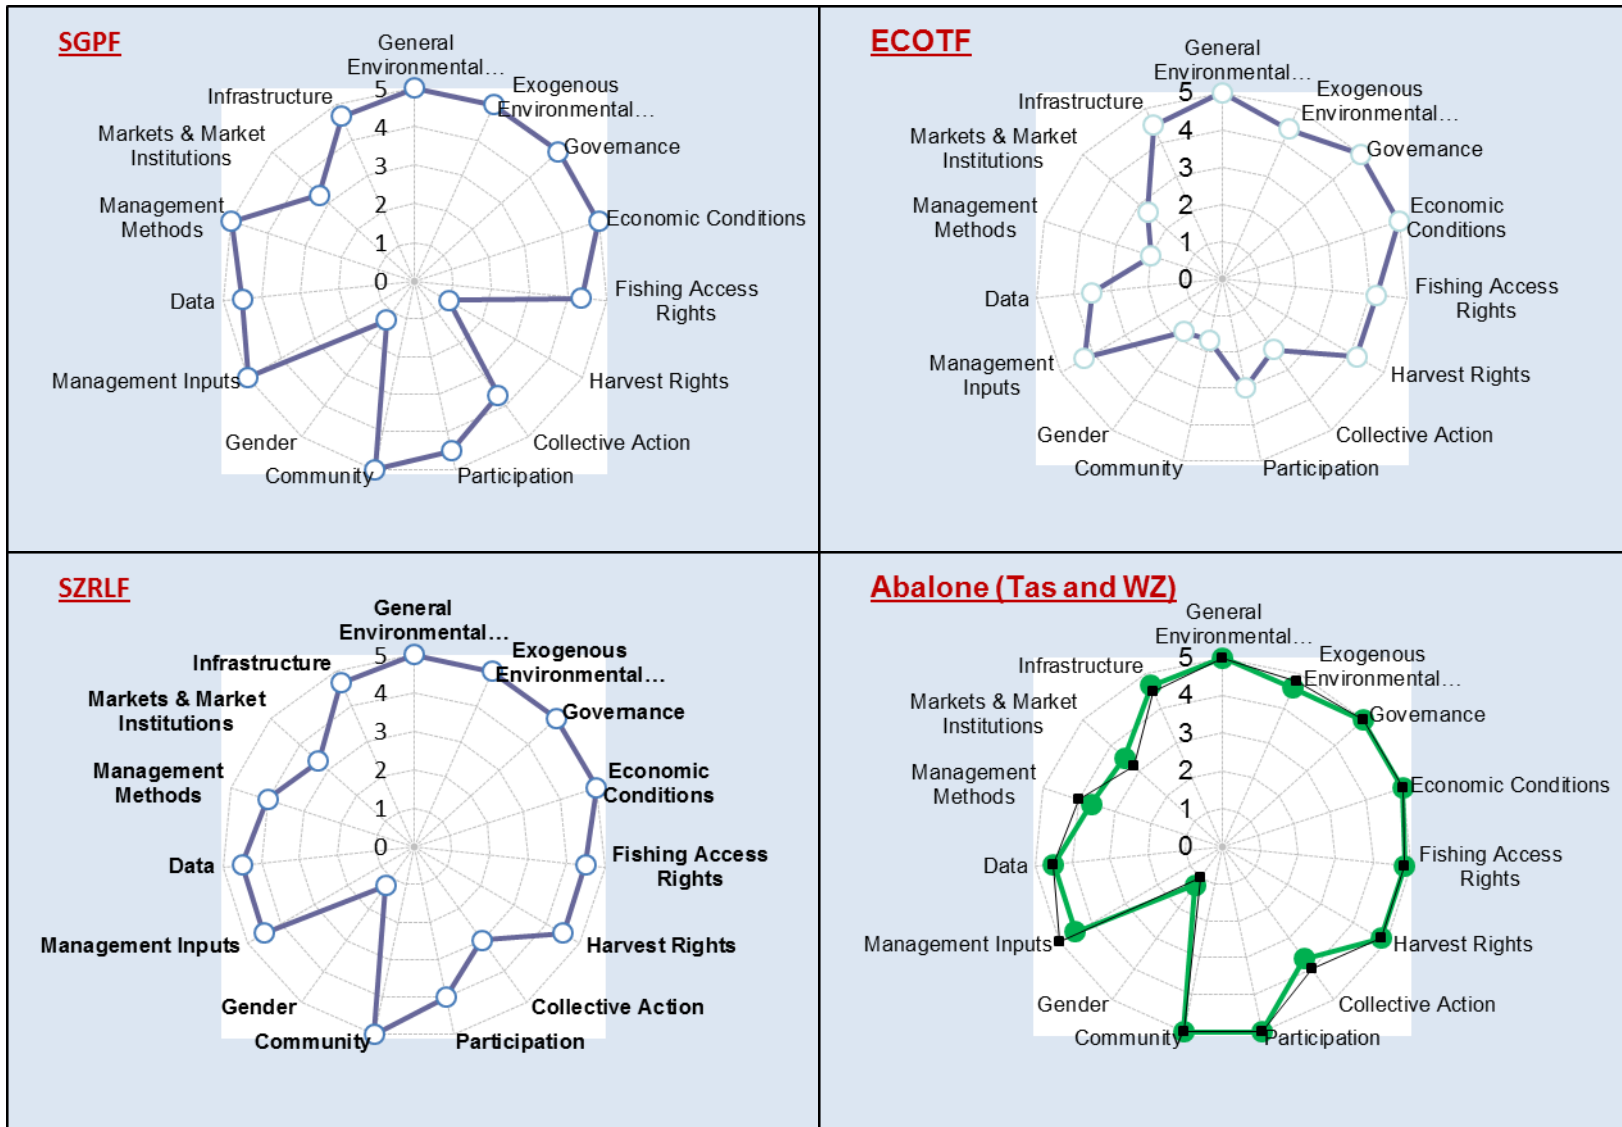 SGPF
General
Environmental…
Exogenous
Environmental…
Governance
Economic Conditions
Fishing Access
Rights
Harvest Rights
Collective Action
Participation
Community
Gender
Management Inputs
Data
Management
Methods
Markets & Market
Institutions
Infrastructure
5
4
3
2
1
0
ECOTF
General
Environmental…
Exogenous
Environmental…
Governance
Economic
Conditions
Fishing Access
Rights
Harvest Rights
Collective Action
Participation
Community
Gender
Management
Inputs
Data
Management
Methods
Markets & Market
Institutions
Infrastructure
5
4
3
2
1
0
SZRLF
General
Environmental…
Exogenous
Environmental…
Governance
Economic
Conditions
Fishing Access
Rights
Harvest Rights
Collective Action
Participation
Community
Gender
Management Inputs
Data
Management
Methods
Markets & Market
Institutions
Infrastructure
5
4
3
2
1
0
Abalone (Tas and WZ)
General
Environmental…
Exogenous
Environmental…
Governance
Economic Conditions
Fishing Access
Rights
Harvest Rights
Collective Action
Participation
Community
Gender
Management Inputs
Data
Management
Methods
Markets & Market
Institutions
Infrastructure
5
4
3
2
1
0